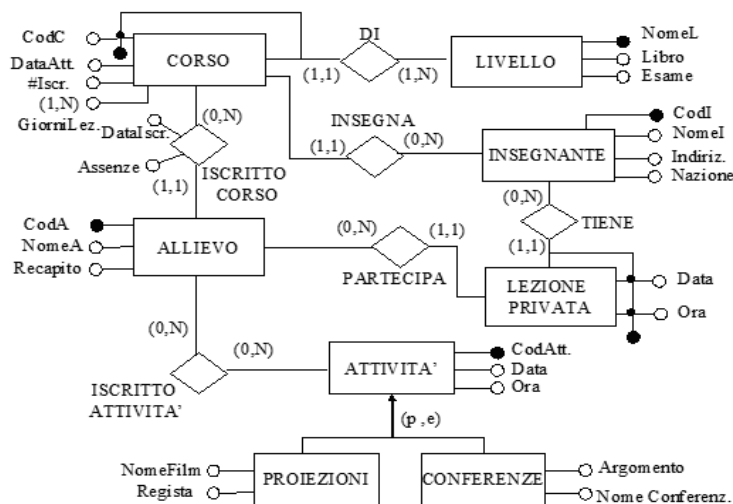 DI
NomeL
CodC
CORSO
LIVELLO
Libro
DataAtt.
Esame
#Iscr.
(1,1)
(1,N)
(1,N)
(0,N)
INSEGNA
CodI
GiorniLez.
DataIscr.
NomeI
(1,1)
(0,N)
INSEGNANTE
Indiriz.
Assenze
ISCRITTO
CORSO
Nazione
(1,1)
(0,N)
TIENE
CodA
(0,N)
(1,1)
(1,1)
NomeA
ALLIEVO
Recapito
PARTECIPA
LEZIONE
PRIVATA
Data
Ora
(0,N)
(0,N)
CodAtt.
ISCRITTO
ATTIVITA'
ATTIVITA'
Data
Ora
(p ,e)
NomeFilm
PROIEZIONI
CONFERENZE
Argomento
Regista
Nome Conferenz.